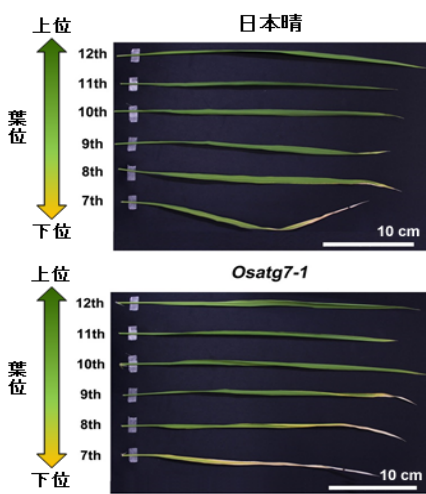 日本晴
上位
葉位
下位
12th
11th
10th
9th
8th
7th
10 cm
Osatg7-1
上位
葉位
下位
12th
11th
10th
9th
8th
7th
10 cm